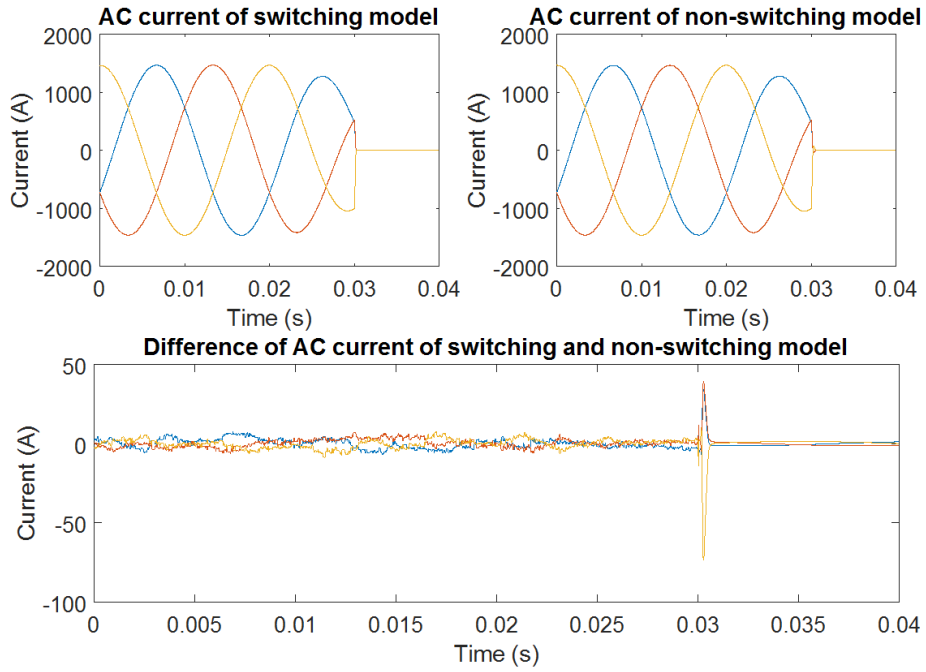 AC current of switching model
2000
1000
0
-1000
-2000
Current (A)
0 0.01 0.02 0.03 0.04
Time (s)
AC current of non-switching model
2000
1000
0
-1000
-2000
Current (A)
0 0.01 0.02 0.03 0.04
Time (s)
Difference of AC current of switching and non-switching model
50
0
-50
-100
Current (A)
0 0.005 0.01 0.015 0.02 0.025 0.03 0.035 0.04
Time (s)